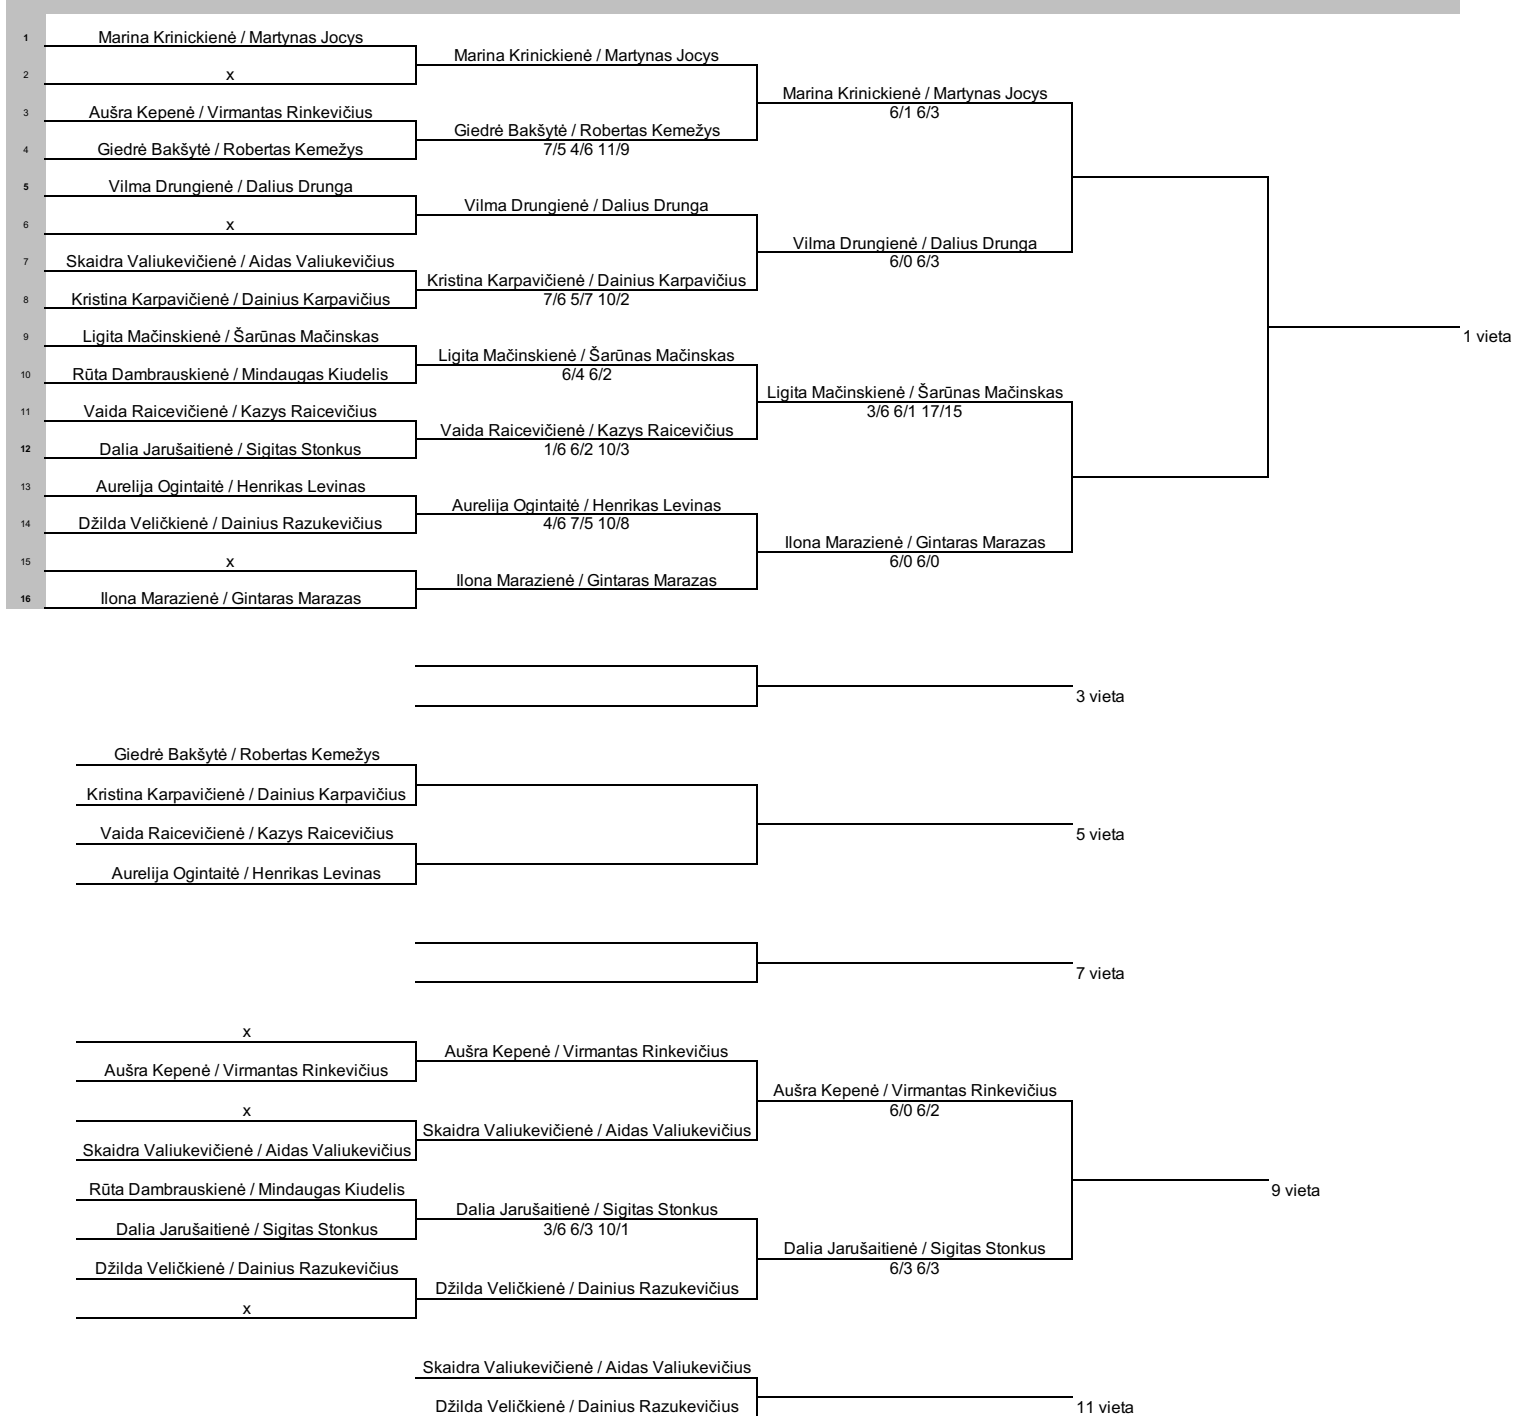 1 Marina Krinickienė / Martynas Jocys
Marina Krinickienė / Martynas Jocys
2 x
Marina Krinickienė / Martynas Jocys
6/1 6/3
3 Aušra Kepenė / Virmantas Rinkevičius
Giedrė Bakšytė / Robertas Kemežys
7/5 4/6 11/9
4 Giedrė Bakšytė / Robertas Kemežys
5 Vilma Drungienė / Dalius Drunga
Vilma Drungienė / Dalius Drunga
6 x
Vilma Drungienė / Dalius Drunga
6/0 6/3
7 Skaidra Valiukevičienė / Aidas Valiukevičius
Kristina Karpavičienė / Dainius Karpavičius
7/6 5/7 10/2
8 Kristina Karpavičienė / Dainius Karpavičius
9 Ligita Mačinskienė / Šarūnas Mačinskas
1 vieta
Ligita Mačinskienė / Šarūnas Mačinskas
6/4 6/2
10 Rūta Dambrauskienė / Mindaugas Kiudelis
Ligita Mačinskienė / Šarūnas Mačinskas
3/6 6/1 17/15
11 Vaida Raicevičienė / Kazys Raicevičius
Vaida Raicevičienė / Kazys Raicevičius
1/6 6/2 10/3
12 Dalia Jarušaitienė / Sigitas Stonkus
13 Aurelija Ogintaitė / Henrikas Levinas
Aurelija Ogintaitė / Henrikas Levinas
4/6 7/5 10/8
14 Džilda Veličkienė / Dainius Razukevičius
Ilona Marazienė / Gintaras Marazas
6/0 6/0
15 x
Ilona Marazienė / Gintaras Marazas
16 Ilona Marazienė / Gintaras Marazas
3 vieta
Giedrė Bakšytė / Robertas Kemežys
Kristina Karpavičienė / Dainius Karpavičius
Vaida Raicevičienė / Kazys Raicevičius
5 vieta
Aurelija Ogintaitė / Henrikas Levinas
7 vieta
x
Aušra Kepenė / Virmantas Rinkevičius
Aušra Kepenė / Virmantas Rinkevičius
Aušra Kepenė / Virmantas Rinkevičius
6/0 6/2
x
Skaidra Valiukevičienė / Aidas Valiukevičius
Skaidra Valiukevičienė / Aidas Valiukevičius
Rūta Dambrauskienė / Mindaugas Kiudelis
9 vieta
Dalia Jarušaitienė / Sigitas Stonkus
3/6 6/3 10/1
Dalia Jarušaitienė / Sigitas Stonkus
Dalia Jarušaitienė / Sigitas Stonkus
6/3 6/3
Džilda Veličkienė / Dainius Razukevičius
Džilda Veličkienė / Dainius Razukevičius
x
Skaidra Valiukevičienė / Aidas Valiukevičius
Džilda Veličkienė / Dainius Razukevičius
11 vieta